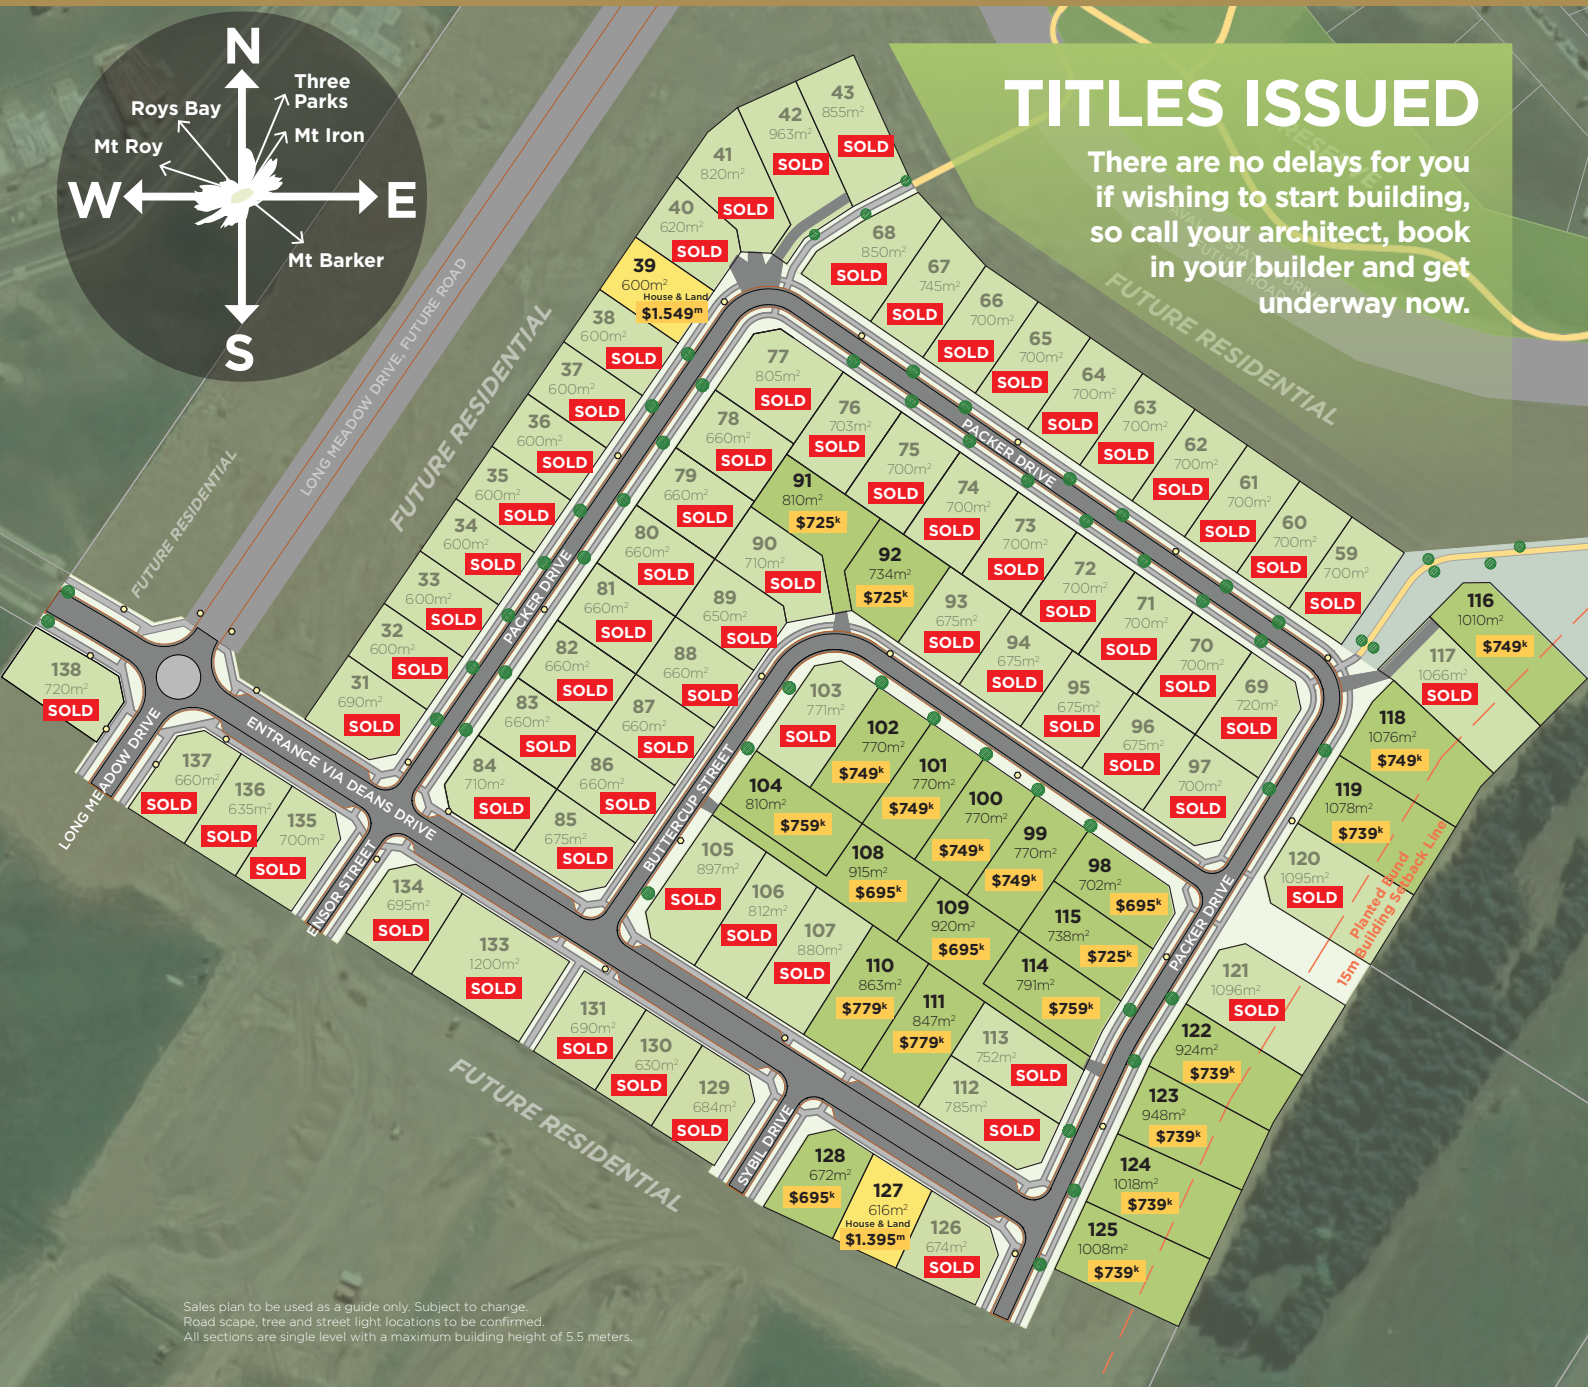 TITLES ISSUED
There are no delays for you
if wishing to start building,
so call your architect, book
in your builder and get
underway now.
N
Three
Parks
Roys Bay
Mt Iron
Mt Roy
W
E
Mt Barker
S
LONG MEADOW DRIVE, FUTURE ROAD
FUTURE RESIDENTIAL
FUTURE RESIDENTIAL
FUTURE RESIDENTIAL
FUTURE RESIDENTIAL
PACKER DRIVE
PACKER DRIVE
PACKER DRIVE
BUTTERCUP STREET
ENTRANCE VIA DEANS DRIVE
LONG MEADOW DRIVE
ENSOR STREET
SYBIL DRIVE
Planted Bund
15m Building Setback Line
43
855m²
SOLD
42
963m²
SOLD
41
820m²
SOLD
40
620m²
SOLD
39
600m²
House & Land
$1.549ᵐ
38
600m²
SOLD
37
600m²
SOLD
36
600m²
SOLD
35
600m²
SOLD
34
600m²
SOLD
33
600m²
SOLD
32
600m²
SOLD
31
690m²
SOLD
68
850m²
SOLD
67
745m²
SOLD
66
700m²
SOLD
65
700m²
SOLD
64
700m²
SOLD
63
700m²
SOLD
62
700m²
SOLD
61
700m²
SOLD
60
700m²
SOLD
59
700m²
SOLD
77
805m²
SOLD
76
703m²
SOLD
75
700m²
SOLD
74
700m²
SOLD
73
700m²
SOLD
72
700m²
SOLD
71
700m²
SOLD
70
700m²
SOLD
69
720m²
SOLD
78
660m²
SOLD
79
660m²
SOLD
80
660m²
SOLD
81
660m²
SOLD
82
660m²
SOLD
83
660m²
SOLD
84
710m²
SOLD
85
675m²
SOLD
86
660m²
SOLD
87
660m²
SOLD
88
660m²
SOLD
89
650m²
SOLD
90
710m²
SOLD
91
810m²
$725ᵏ
92
734m²
$725ᵏ
93
675m²
SOLD
94
675m²
SOLD
95
675m²
SOLD
96
675m²
SOLD
97
700m²
SOLD
103
771m²
SOLD
102
770m²
$749ᵏ
101
770m²
$749ᵏ
100
770m²
$749ᵏ
99
770m²
$749ᵏ
98
702m²
$695ᵏ
104
810m²
$759ᵏ
105
897m²
SOLD
106
812m²
SOLD
107
880m²
SOLD
108
915m²
$695ᵏ
109
920m²
$695ᵏ
110
863m²
$779ᵏ
111
847m²
$779ᵏ
112
785m²
SOLD
113
752m²
SOLD
114
791m²
$759ᵏ
115
738m²
$725ᵏ
116
1010m²
$749ᵏ
117
1066m²
SOLD
118
1076m²
$749ᵏ
119
1078m²
$739ᵏ
120
1095m²
SOLD
121
1096m²
SOLD
122
924m²
$739ᵏ
123
948m²
$739ᵏ
124
1018m²
$739ᵏ
125
1008m²
$739ᵏ
126
674m²
SOLD
127
616m²
House & Land
$1.395ᵐ
128
672m²
$695ᵏ
129
684m²
SOLD
130
630m²
SOLD
131
690m²
SOLD
133
1200m²
SOLD
134
695m²
SOLD
135
700m²
SOLD
136
635m²
SOLD
137
660m²
SOLD
138
720m²
SOLD
Sales plan to be used as a guide only. Subject to change.
Road scape, tree and street light locations to be confirmed.
All sections are single level with a maximum building height of 5.5 meters.